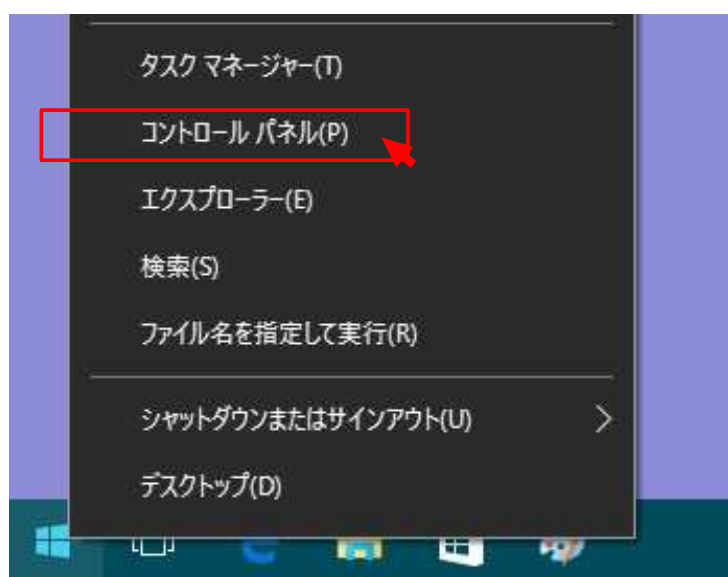 タスク マネージャー(T)
コントロール パネル(P)
エクスプローラー(E)
検索(S)
ファイル名を指定して実行(R)
シャットダウンまたはサインアウト(U)
デスクトップ(D)